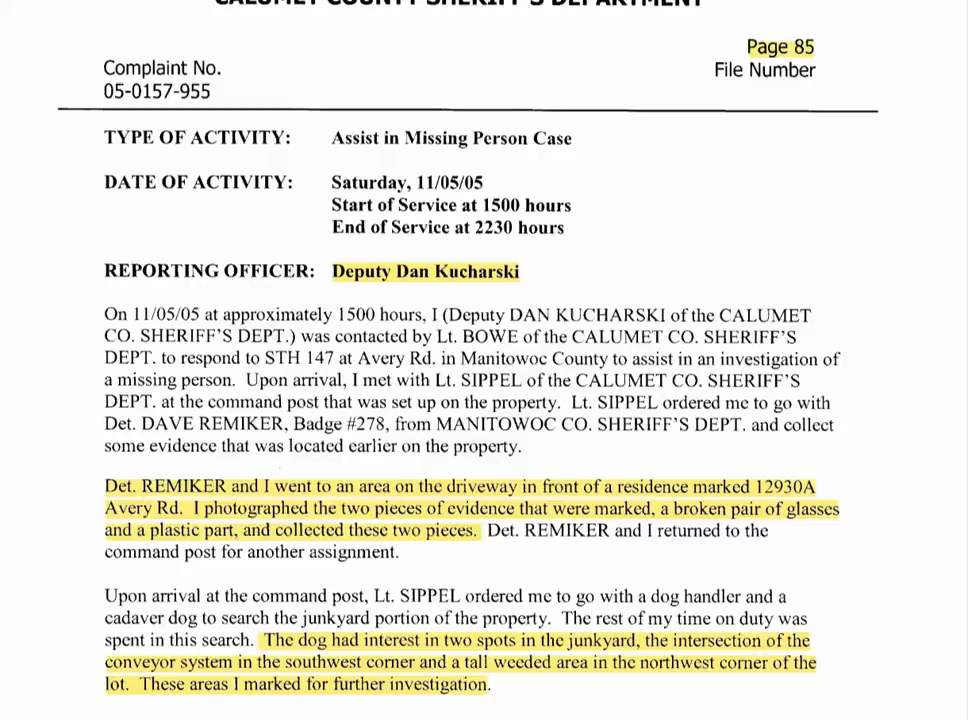 CALUMET COUNTY SHERIFF'S DEPARTMENT
Page 85
Complaint No.
File Number
05-0157-955
TYPE OF ACTIVITY: Assist in Missing Person Case
DATE OF ACTIVITY: Saturday, 11/05/05
Start of Service at 1500 hours
End of Service at 2230 hours
REPORTING OFFICER: Deputy Dan Kucharski
On 11/05/05 at approximately 1500 hours, I (Deputy DAN KUCHARSKI of the CALUMET
CO. SHERIFF'S DEPT.) was contacted by Lt. BOWE of the CALUMET CO. SHERIFF'S
DEPT. to respond to STH 147 at Avery Rd. in Manitowoc County to assist in an investigation of
a missing person. Upon arrival, I met with Lt. SIPPEL of the CALUMET CO. SHERIFF'S
DEPT. at the command post that was set up on the property. Lt. SIPPEL ordered me to go with
Det. DAVE REMIKER, Badge #278, from MANITOWOC CO. SHERIFF'S DEPT. and collect
some evidence that was located earlier on the property.
Det. REMIKER and I went to an area on the driveway in front of a residence marked 12930A
Avery Rd. I photographed the two pieces of evidence that were marked, a broken pair of glasses
and a plastic part, and collected these two pieces. Det. REMIKER and I returned to the
command post for another assignment.
Upon arrival at the command post, Lt. SIPPEL ordered me to go with a dog handler and a
cadaver dog to search the junkyard portion of the property. The rest of my time on duty was
spent in this search. The dog had interest in two spots in the junkyard, the intersection of the
conveyor system in the southwest corner and a tall weeded area in the northwest corner of the
lot. These areas I marked for further investigation.